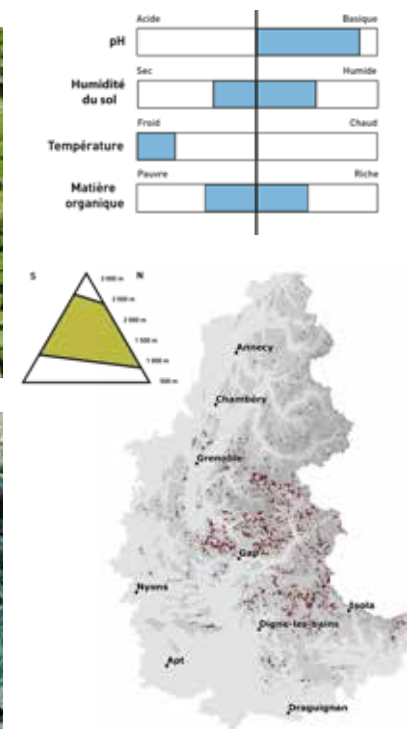 Acide Basique
pH
Sec Humide
Humidité
du sol
Froid Chaud
Température
Pauvre Riche
Matière
organique
S N
3 000 m
2 500 m
2 000 m
1 500 m
1 000 m
500 m
Annecy
Chambéry
Grenoble
Gap
Nyons
Isola
Digne-les-bains
Apt
Draguignan